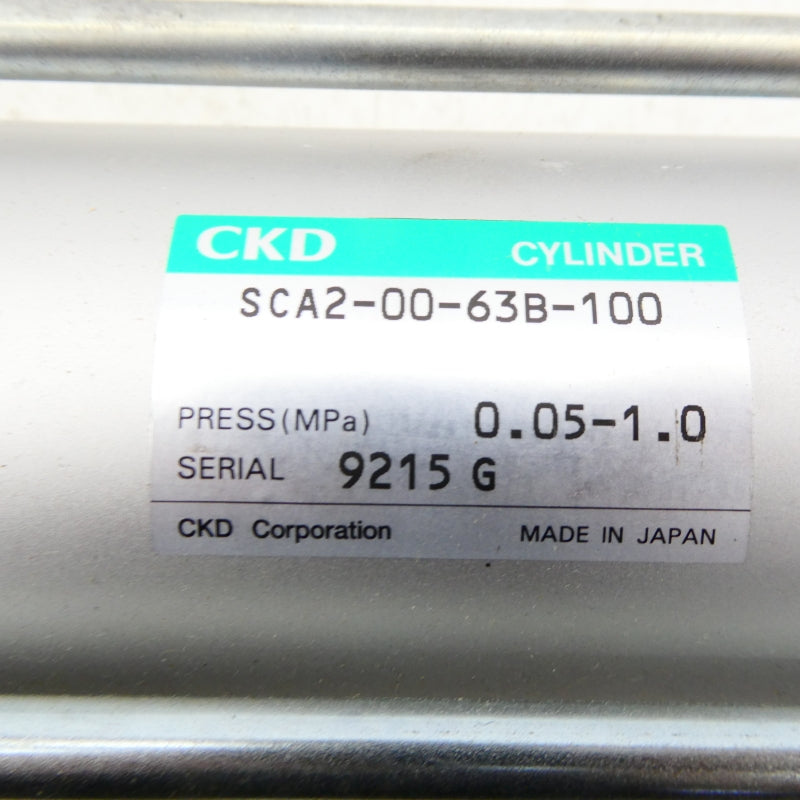 CKD CYLINDER
SCA2-00-63B-100
PRESS(MPa) 0.05-1.0
SERIAL 9215 G
CKD Corporation MADE IN JAPAN